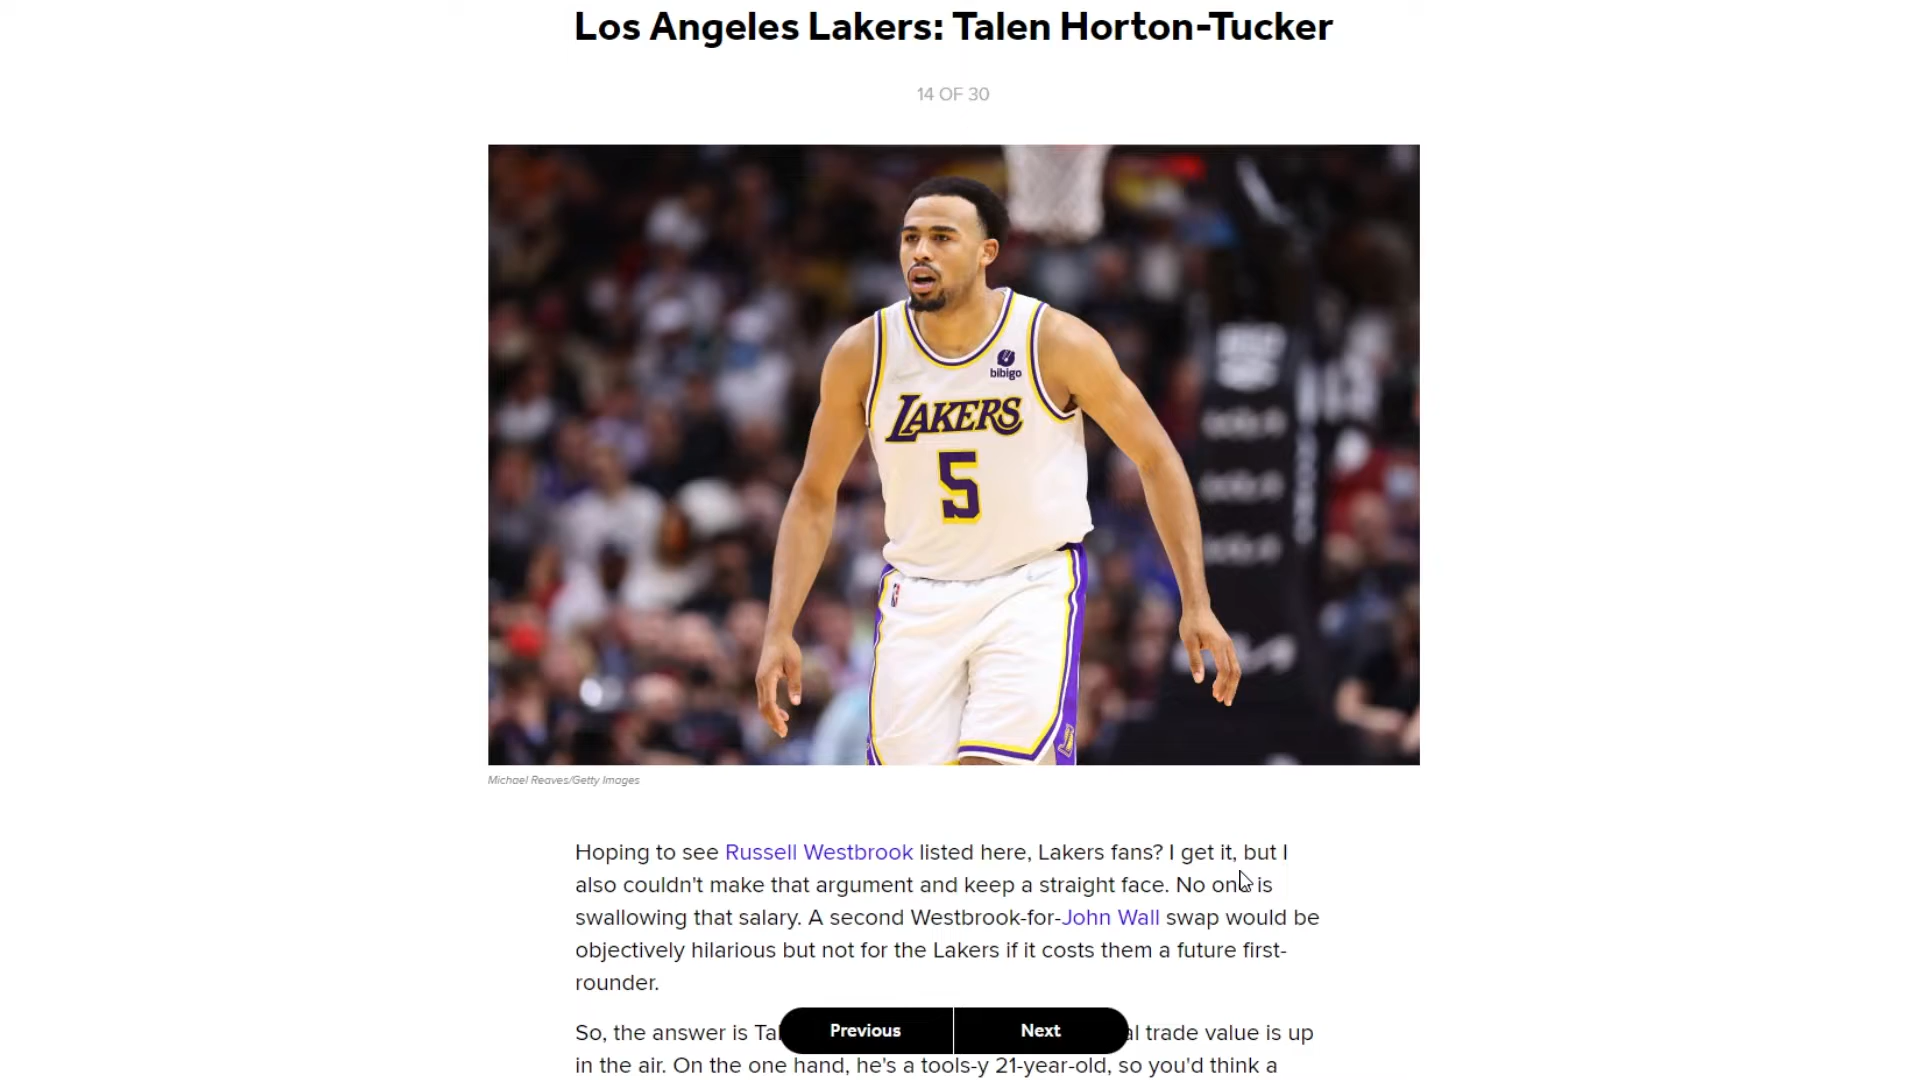 Los Angeles Lakers: Talen Horton-Tucker
14 OF 30
bibigo
LAKERS
5
Michael Reaves/Getty Images
Hoping to see Russell Westbrook listed here, Lakers fans? I get it, but I
also couldn't make that argument and keep a straight face. No one is
swallowing that salary. A second Westbrook-for-John Wall swap would be
objectively hilarious but not for the Lakers if it costs them a future first-
rounder.
So, the answer is
Previous
Next
trade value is up
in the air. On the one hand, he's a tools-y 21-year-old, so you'd think a